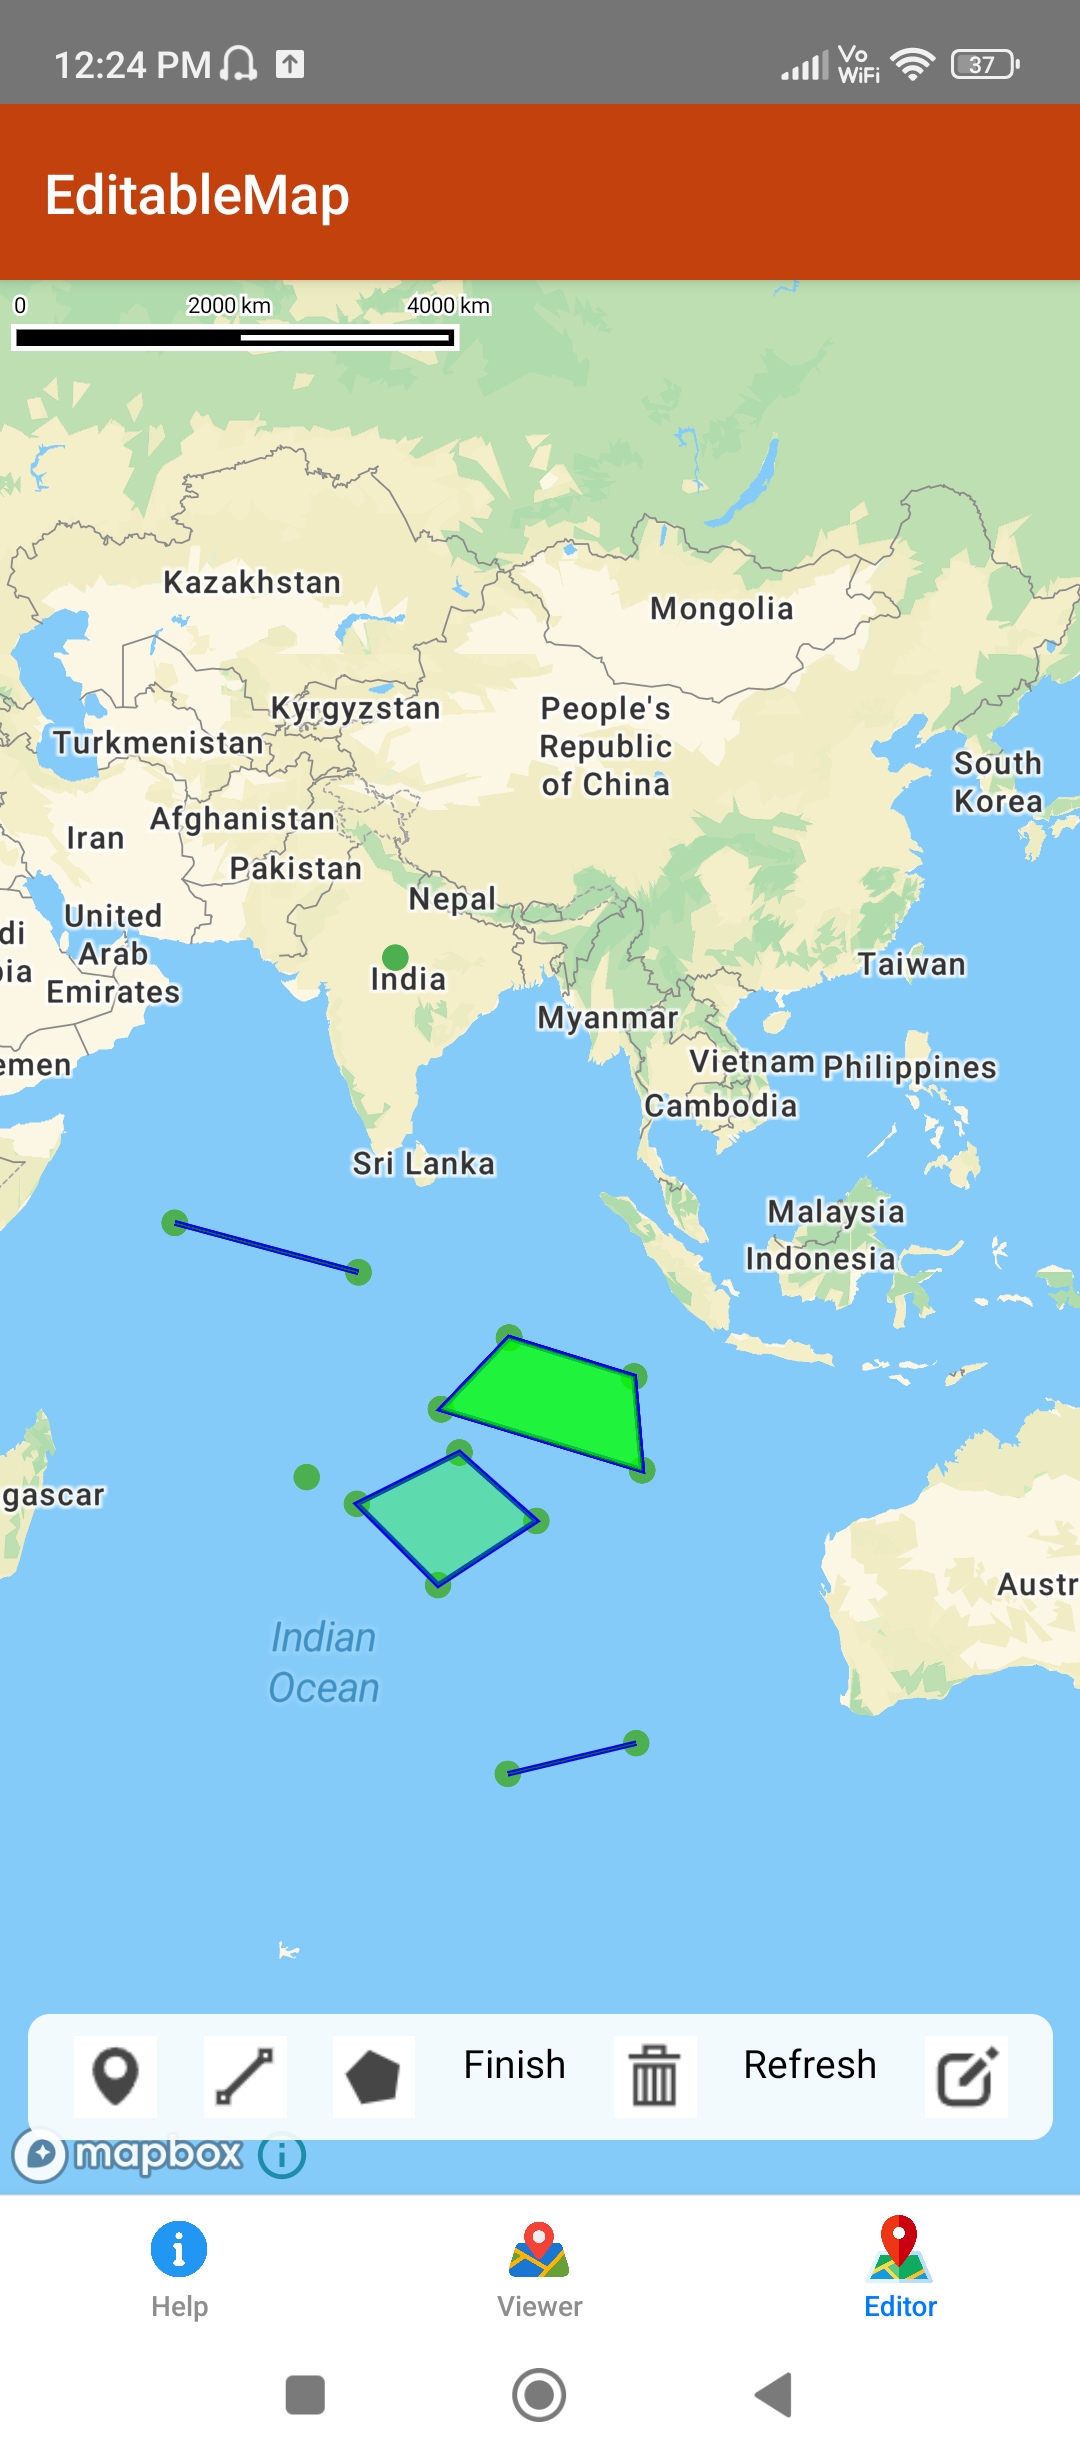 12:24 PM
Vo
WiFi
37
EditableMap
0 2000 km 4000 km
Kazakhstan
Mongolia
Kyrgyzstan
People's
Republic
of China
Turkmenistan
South
Korea
Afghanistan
Iran
Pakistan
Nepal
United
Arab
Emirates
di
ia
India
Taiwan
Myanmar
emen
Vietnam
Philippines
Cambodia
Sri Lanka
Malaysia
Indonesia
gascar
Austr
Indian
Ocean
Finish
Refresh
mapbox
Help
Viewer
Editor